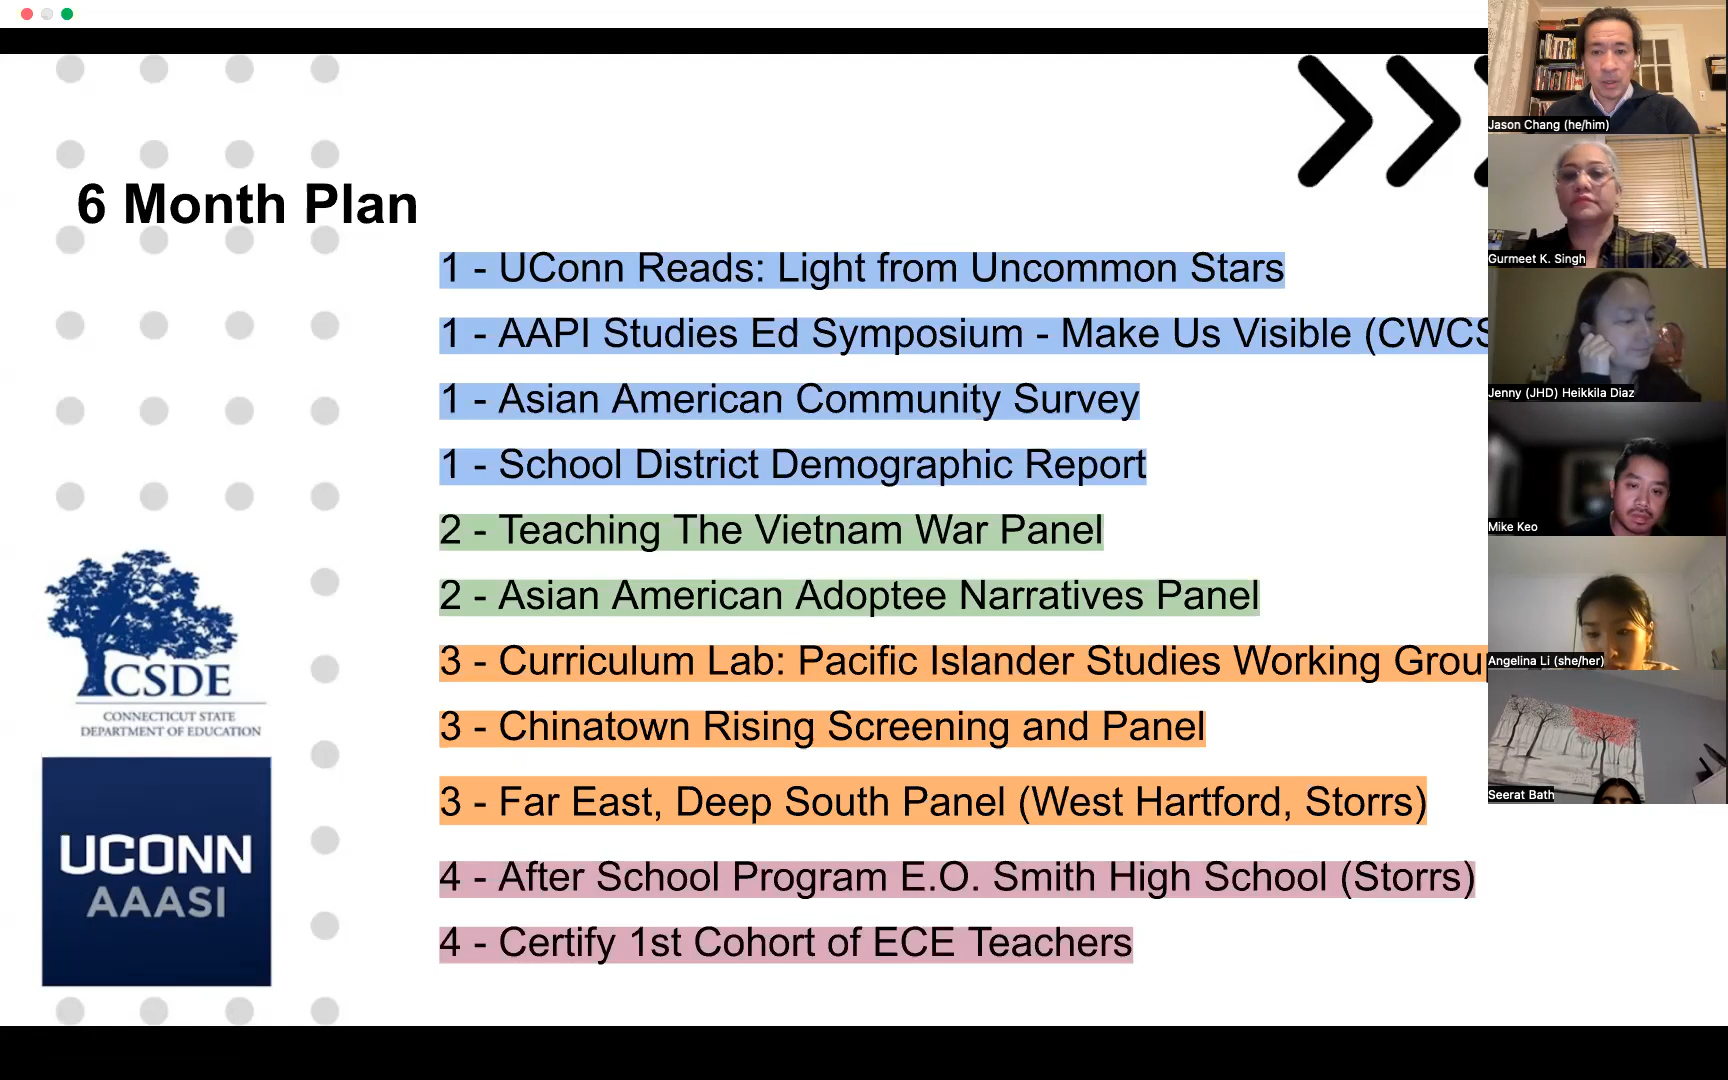 6 Month Plan
1 - UConn Reads: Light from Uncommon Stars
1 - AAPI Studies Ed Symposium - Make Us Visible (CWCS
1 - Asian American Community Survey
1 - School District Demographic Report
2 - Teaching The Vietnam War Panel
2 - Asian American Adoptee Narratives Panel
3 - Curriculum Lab: Pacific Islander Studies Working Grou
3 - Chinatown Rising Screening and Panel
3 - Far East, Deep South Panel (West Hartford, Storrs)
4 - After School Program E.O. Smith High School (Storrs)
4 - Certify 1st Cohort of ECE Teachers
CSDE
CONNECTICUT STATE
DEPARTMENT OF EDUCATION
UCONN
AAASI
Jason Chang (he/him)
Gurmeet K. Singh
Jenny (JHD) Heikkila Diaz
Mike Keo
Angelina Li (she/her)
Seerat Bath